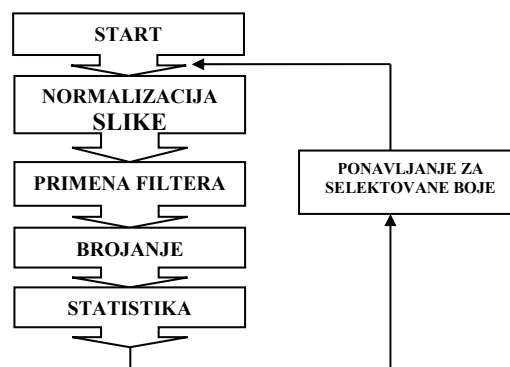 START
NORMALIZACIJA
SLIKE
PRIMENA FILTERA
BROJANJE
STATISTIKA
PONAVLJANJE ZA
SELEKTOVANE BOJE